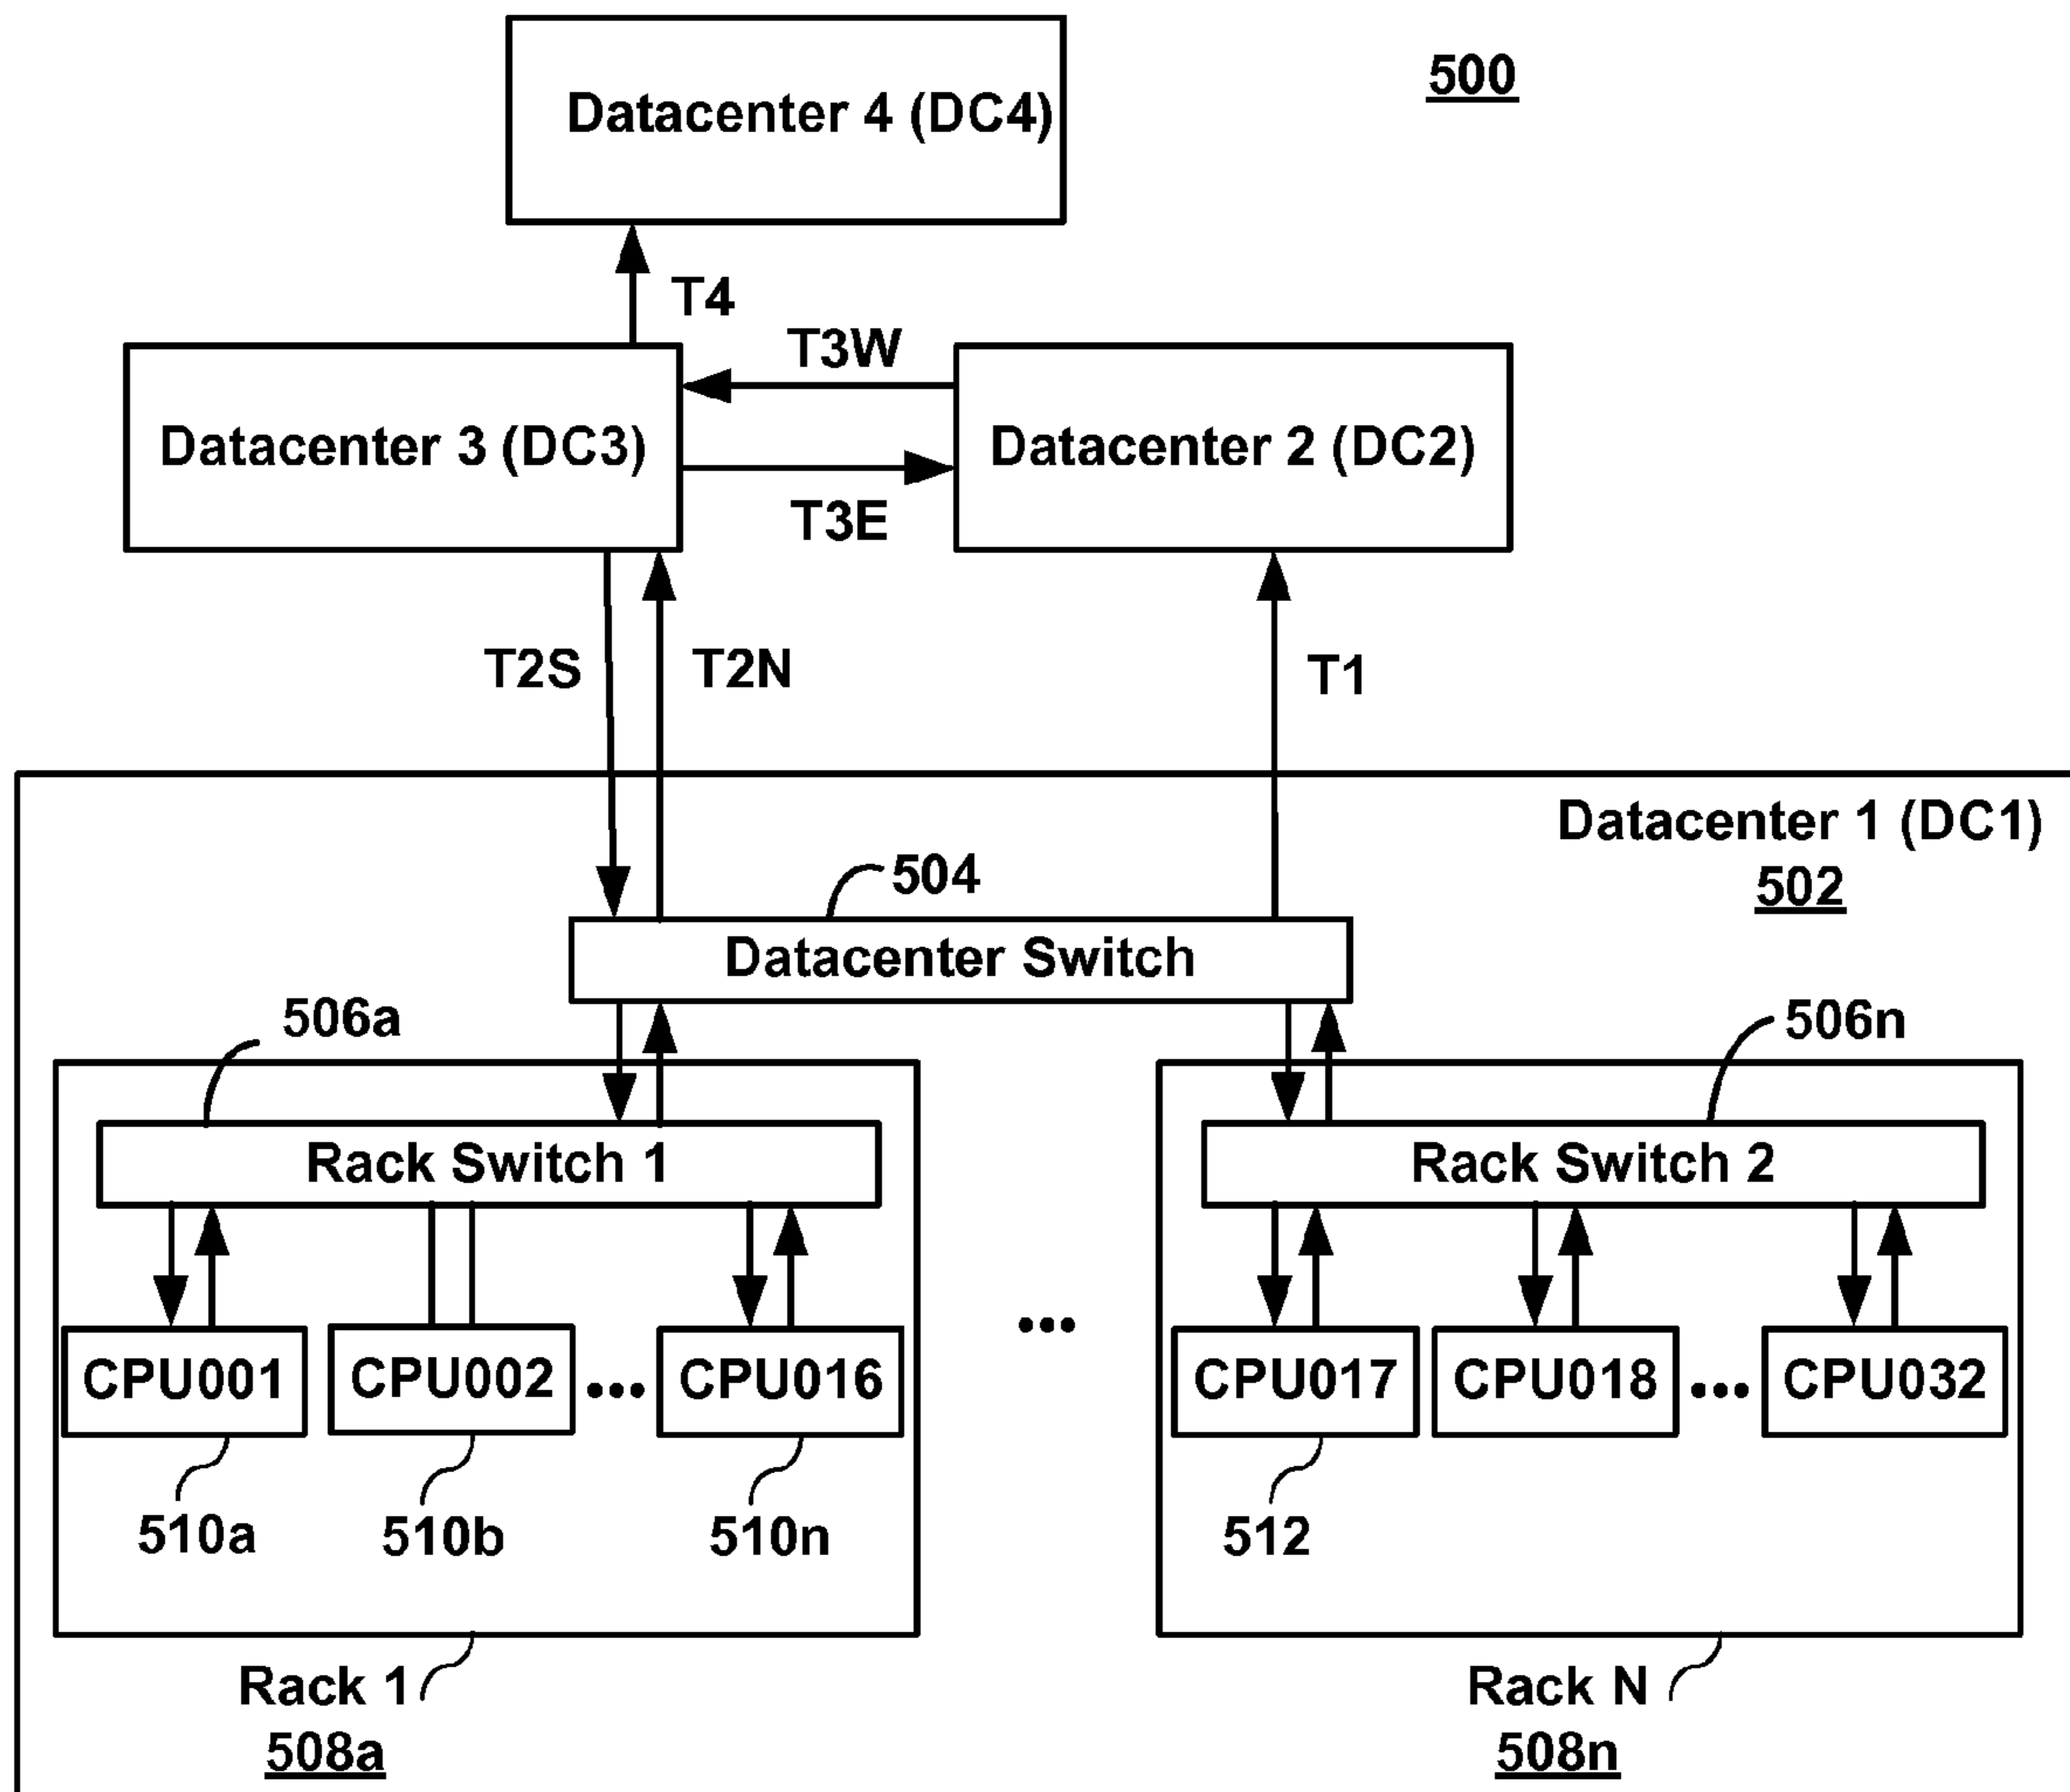 500
Datacenter 4 (DC4)
T4
T3W
Datacenter 3 (DC3)
Datacenter 2 (DC2)
T3E
T2S
T2N
T1
Datacenter 1 (DC1)
502
504
Datacenter Switch
506a
506n
Rack Switch 1
Rack Switch 2
...
CPU001
CPU002
...
CPU016
CPU017
CPU018
...
CPU032
510a
510b
510n
512
Rack 1
508a
Rack N
508n